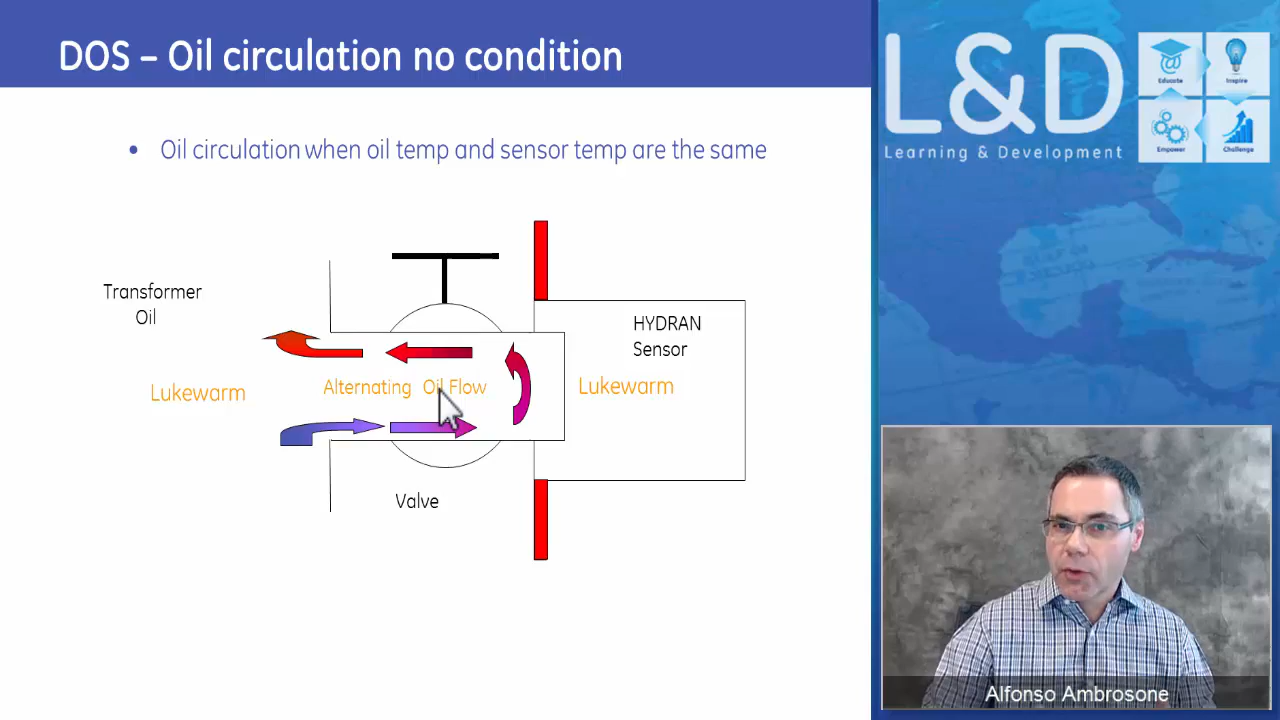 DOS – Oil circulation no condition
• Oil circulation when oil temp and sensor temp are the same
Transformer
Oil
Lukewarm
Alternating Oil Flow
Valve
HYDRAN
Sensor
Lukewarm
L&D
Learning & Development
Educate
Inspire
Empower
Challenge
Alfonso Ambrosone